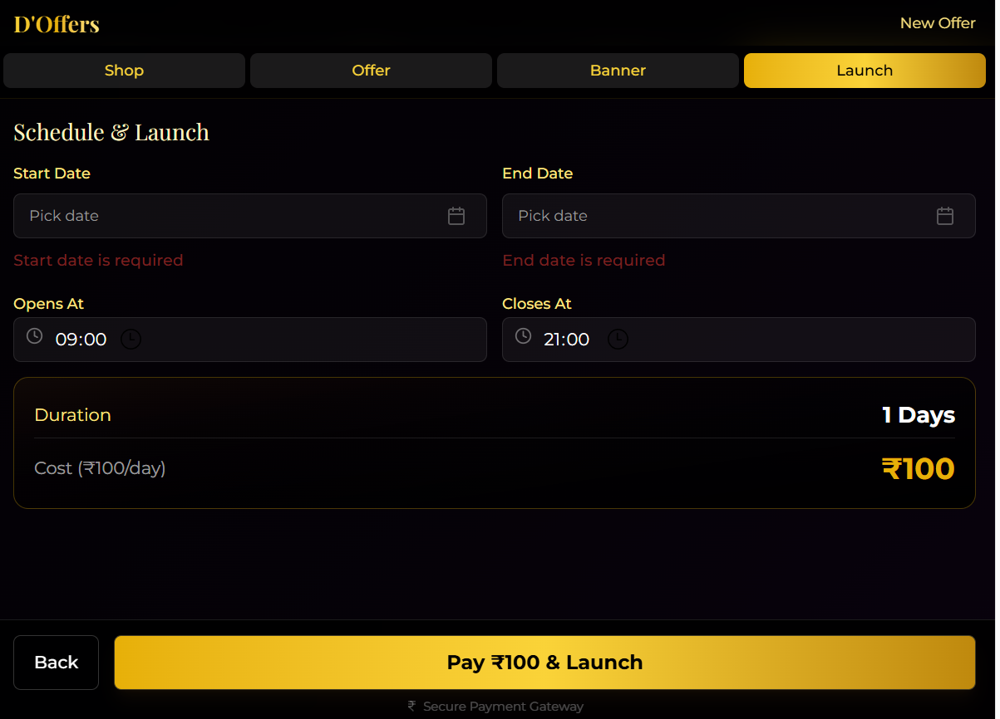 D'Offers
New Offer
Shop
Offer
Banner
Launch
Schedule & Launch
Start Date
End Date
Pick date
Pick date
Start date is required
End date is required
Opens At
Closes At
09:00
21:00
Duration
1 Days
Cost (₹100/day)
₹100
Back
Pay ₹100 & Launch
₹ Secure Payment Gateway